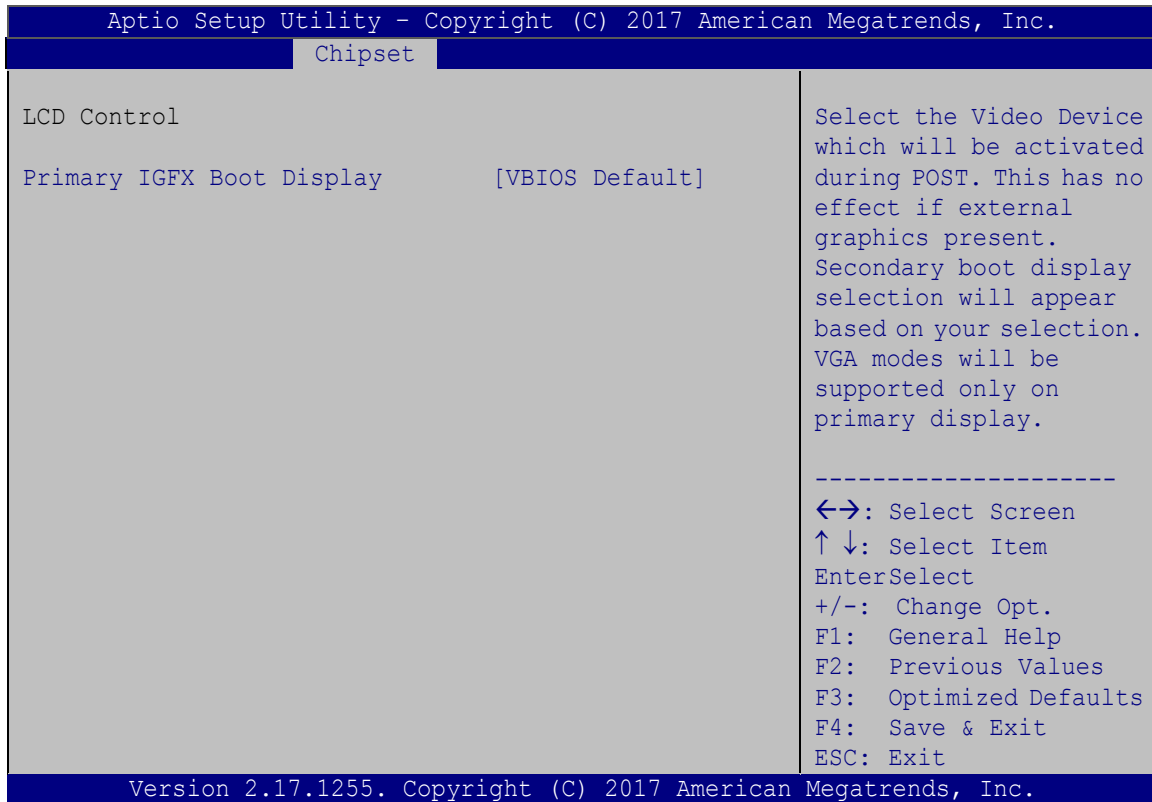 Aptio Setup Utility – Copyright (C) 2017 American Megatrends, Inc.
Chipset
LCD Control
Primary IGFX Boot Display [VBIOS Default]
Select the Video Device
which will be activated
during POST. This has no
effect if external
graphics present.
Secondary boot display
selection will appear
based on your selection.
VGA modes will be
supported only on
primary display.
---------------------
←→: Select Screen
↑ ↓: Select Item
EnterSelect
+/-: Change Opt.
F1: General Help
F2: Previous Values
F3: Optimized Defaults
F4: Save & Exit
ESC: Exit
Version 2.17.1255. Copyright (C) 2017 American Megatrends, Inc.